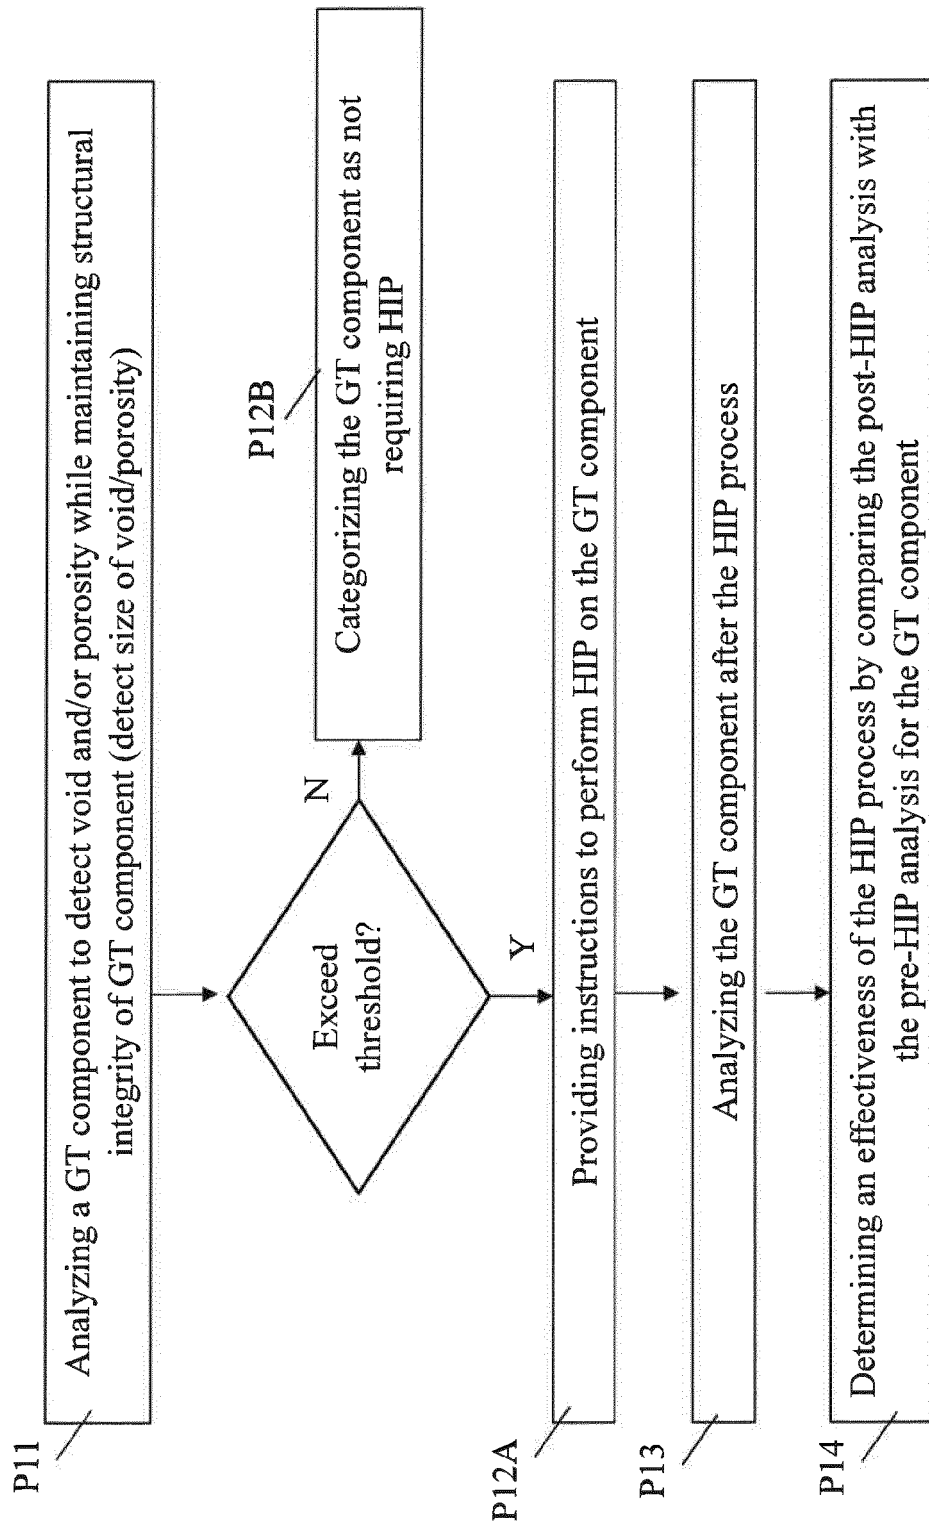 P11
Analyzing a GT component to detect void and/or porosity while maintaining structural
integrity of GT component (detect size of void/porosity)
Exceed
threshold?
N
Y
P12B
Categorizing the GT component as not
requiring HIP
P12A
Providing instructions to perform HIP on the GT component
P13
Analyzing the GT component after the HIP process
P14
Determining an effectiveness of the HIP process by comparing the post-HIP analysis with
the pre-HIP analysis for the GT component